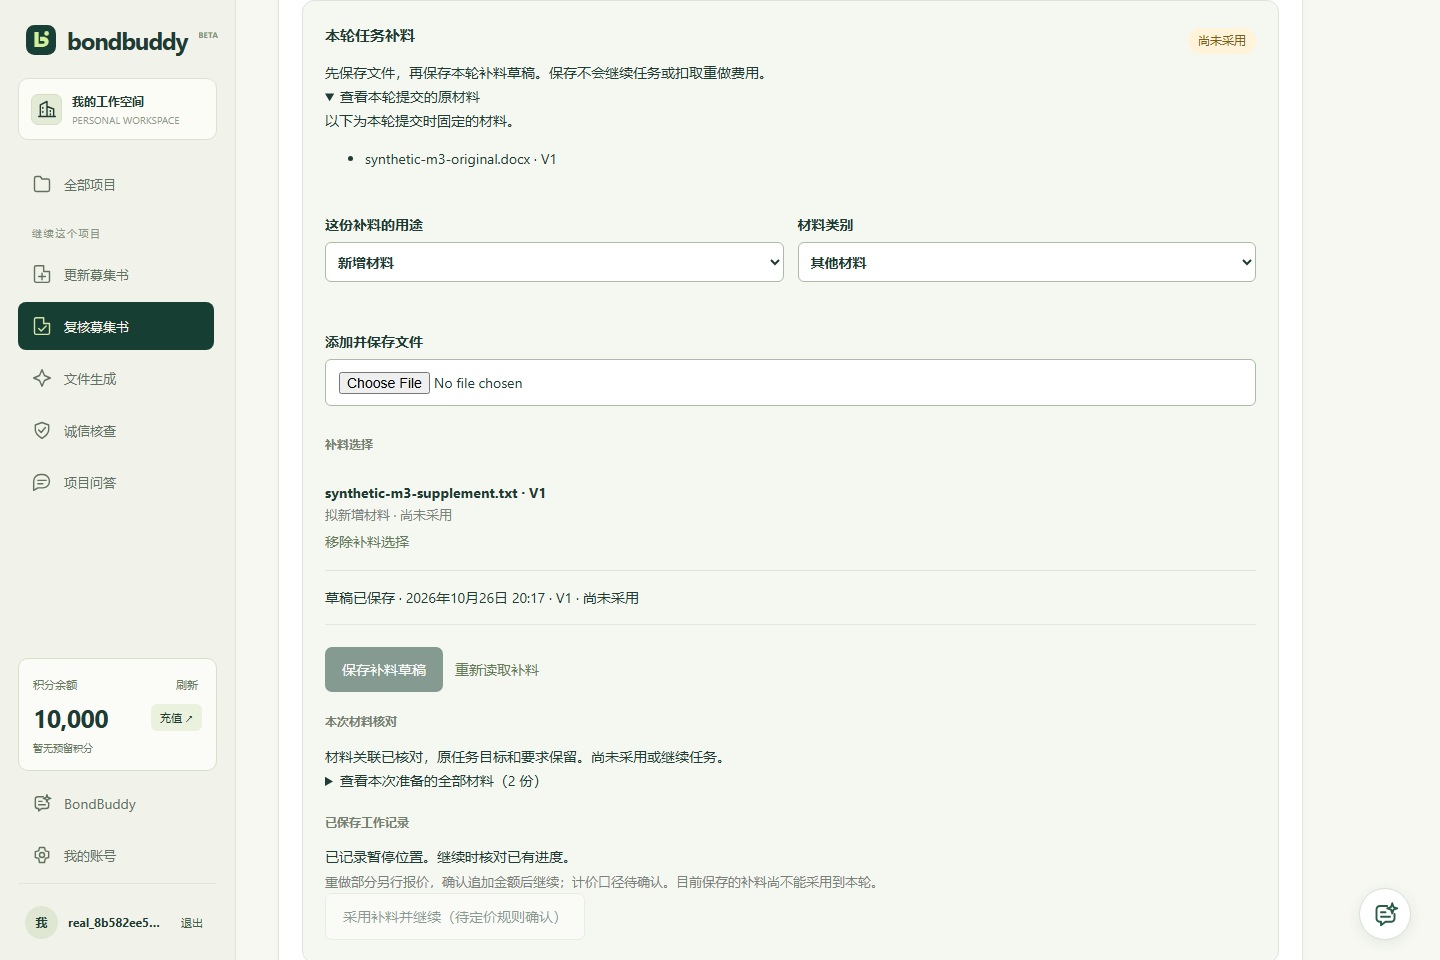 bondbuddy BETA
我的工作空间
PERSONAL WORKSPACE
全部项目
继续这个项目
更新募集书
复核募集书
文件生成
诚信核查
项目问答
积分余额 刷新
10,000 充值 ↗
暂无预留积分
BondBuddy
我的账号
我 real_8b582ee5... 退出
本轮任务补料 尚未采用
先保存文件，再保存本轮补料草稿。保存不会继续任务或扣取重做费用。
▼ 查看本轮提交的原材料
以下为本轮提交时固定的材料。
• synthetic-m3-original.docx · V1
这份补料的用途 材料类别
新增材料 其他材料
添加并保存文件
Choose File No file chosen
补料选择
synthetic-m3-supplement.txt · V1
拟新增材料 · 尚未采用
移除补料选择
草稿已保存 · 2026年10月26日 20:17 · V1 · 尚未采用
保存补料草稿 重新读取补料
本次材料核对
材料关联已核对，原任务目标和要求保留。尚未采用或继续任务。
▶ 查看本次准备的全部材料（2 份）
已保存工作记录
已记录暂停位置。继续时核对已有进度。
重做部分另行报价，确认追加金额后继续；计价口径待确认。目前保存的补料尚不能采用到本轮。
采用补料并继续（待定价规则确认）